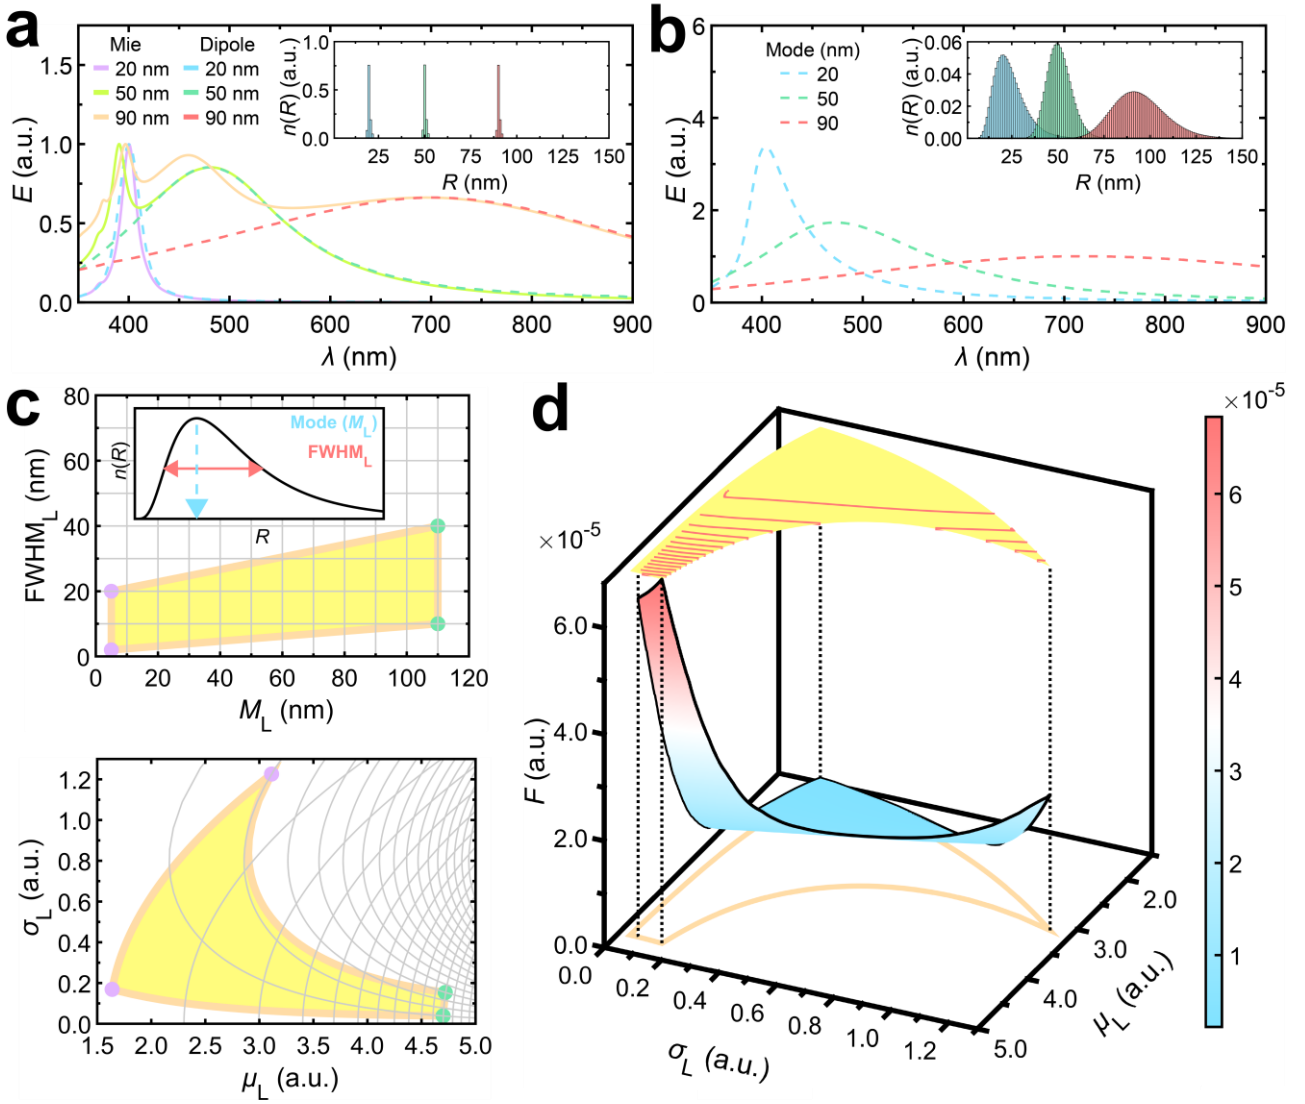 a
Mie Dipole
20 nm 20 nm
50 nm 50 nm
90 nm 90 nm
E (a.u.)
1.5
1.0
0.5
0.0
400 500 600 700 800 900
λ (nm)
n(R) (a.u.)
1.0
0.5
0.0
25 50 75 100 125 150
R (nm)
b
Mode (nm)
20
50
90
E (a.u.)
6
4
2
0
400 500 600 700 800 900
λ (nm)
n(R) (a.u.)
0.06
0.04
0.02
0.00
25 50 75 100 125 150
R (nm)
c
FWHM_L (nm)
80
60
40
20
0
0 20 40 60 80 100 120
M_L (nm)
Mode (M_L)
FWHM_L
n(R)
R
σ_L (a.u.)
1.2
1.0
0.8
0.6
0.4
0.2
0.0
1.5 2.0 2.5 3.0 3.5 4.0 4.5 5.0
μ_L (a.u.)
d
×10⁻⁵
F (a.u.)
6.0
4.0
2.0
0.0
0.0 0.2 0.4 0.6 0.8 1.0 1.2
σ_L (a.u.)
5.0 4.0 3.0 2.0
μ_L (a.u.)
×10⁻⁵
6
5
4
3
2
1